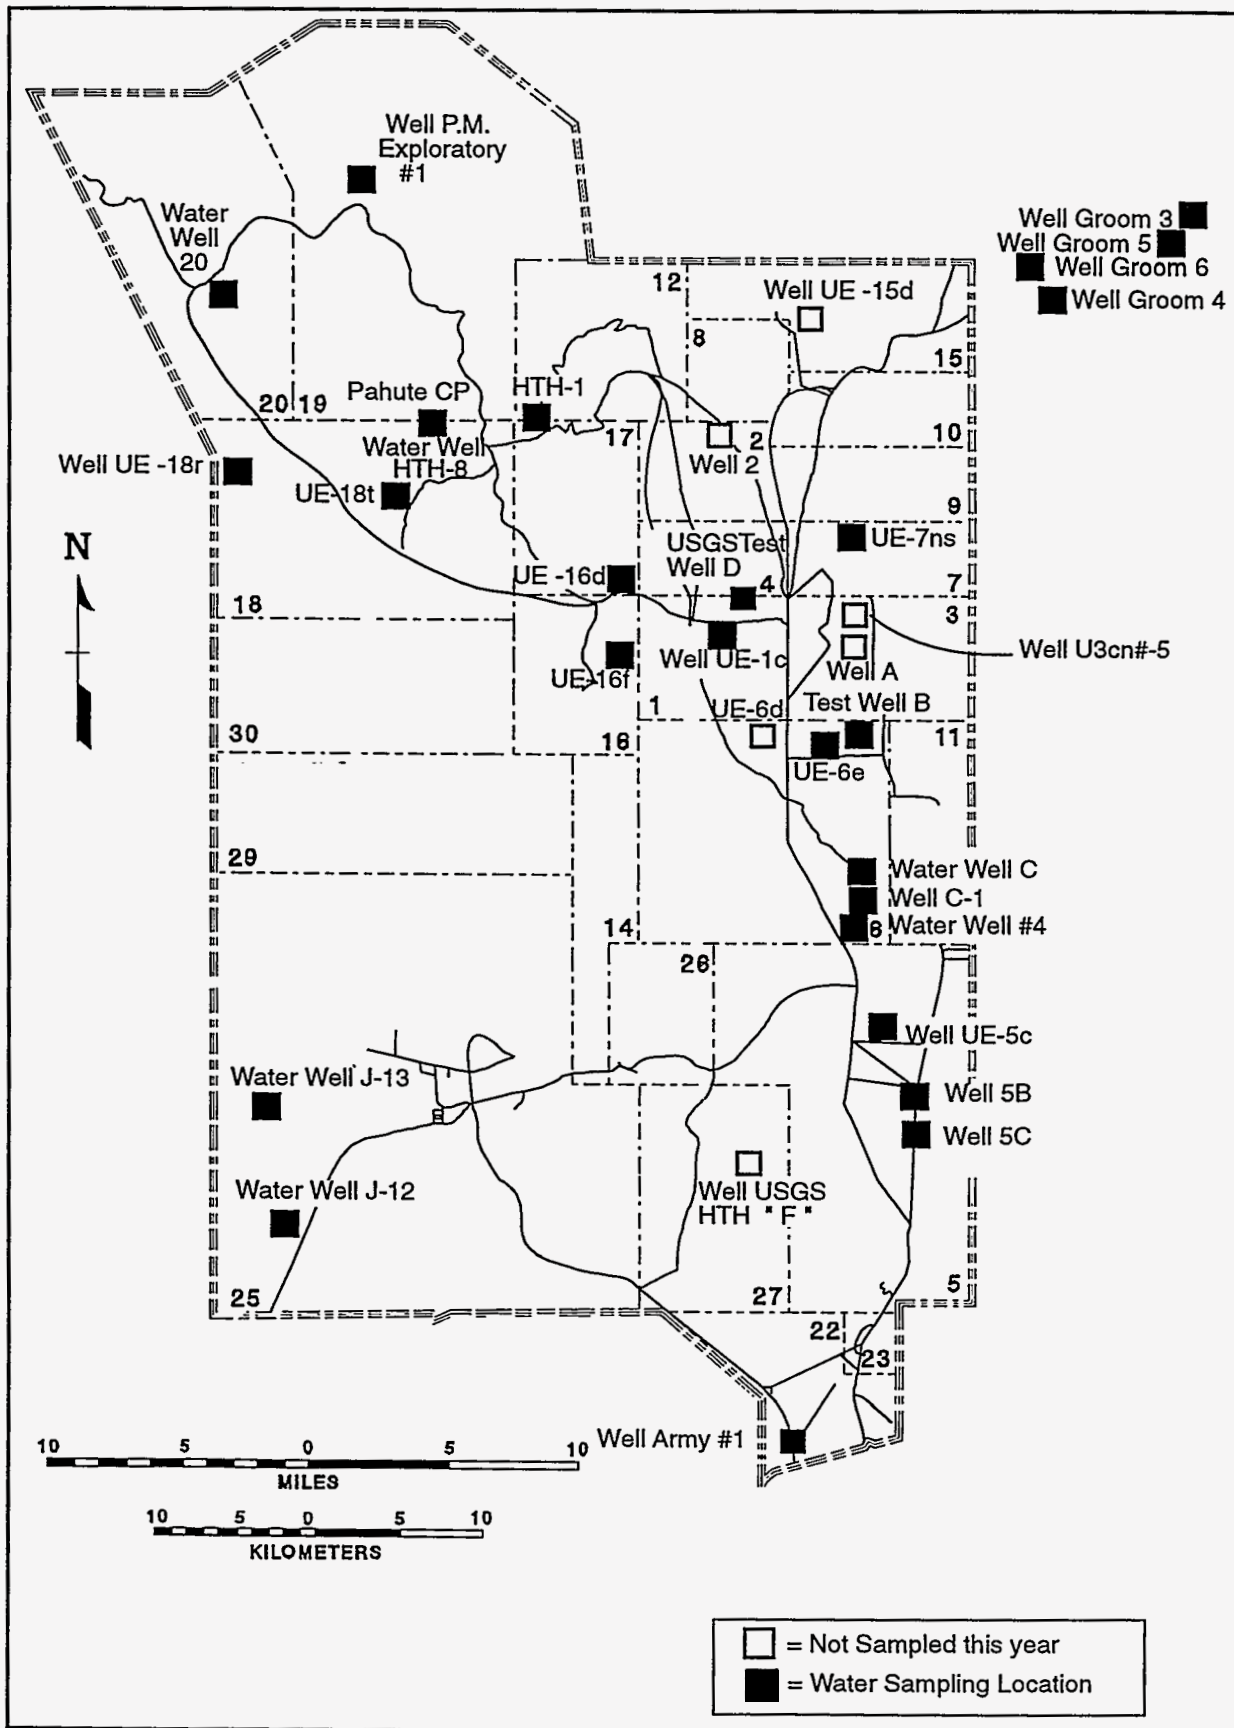 Well P.M.
Exploratory
#1
Water
Well
20
Well Groom 3
Well Groom 5
Well Groom 6
Well Groom 4
12
Well UE -15d
8
15
Pahute CP
HTH-1
20 19
17
2
10
Water Well
HTH-8
Well 2
Well UE -18r
UE-18t
9
N
USGS Test
Well D
UE-7ns
UE -16d
4
7
18
3
Well U3cn#-5
Well UE-1c
Well A
UE-16f
1
UE-6d
Test Well B
30
16
11
UE-6e
29
Water Well C
Well C-1
14
6
Water Well #4
26
Well UE-5c
Water Well J-13
Well 5B
Well 5C
Water Well J-12
Well USGS
HTH "F"
25
27
5
22
23
Well Army #1
10 5 0 5 10
MILES
10 5 0 5 10
KILOMETERS
= Not Sampled this year
= Water Sampling Location